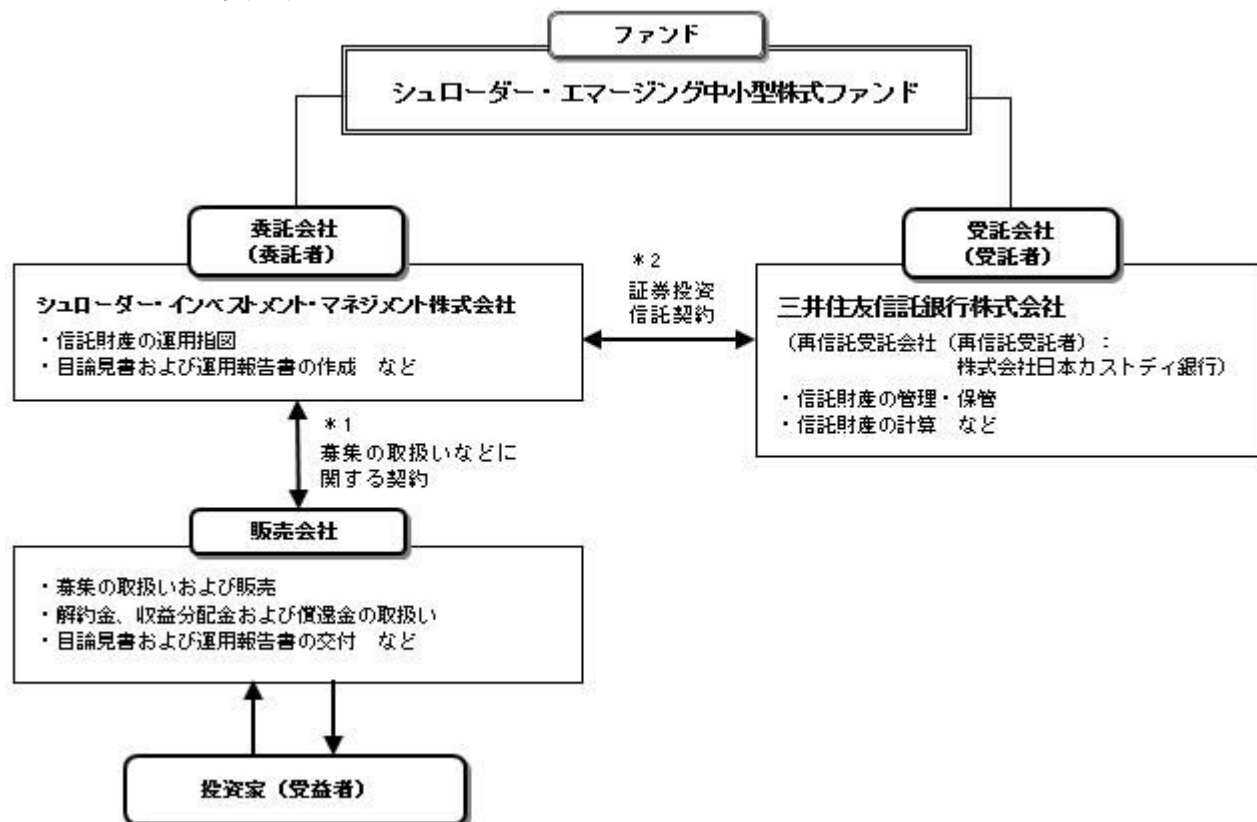 ファンド
シュローダー・エマージング中小型株式ファンド
委託会社
(委託者)
シュローダー・インベストメント・マネジメント株式会社
・信託財産の運用指図
・目論見書および運用報告書の作成 など
*2
証券投資
信託契約
受託会社
(受託者)
三井住友信託銀行株式会社
(再信託受託会社(再信託受託者):
株式会社日本カストディ銀行)
・信託財産の管理・保管
・信託財産の計算 など
*1
募集の取扱いなどに
関する契約
販売会社
・募集の取扱いおよび販売
・解約金、収益分配金および償還金の取扱い
・目論見書および運用報告書の交付 など
投資家(受益者)